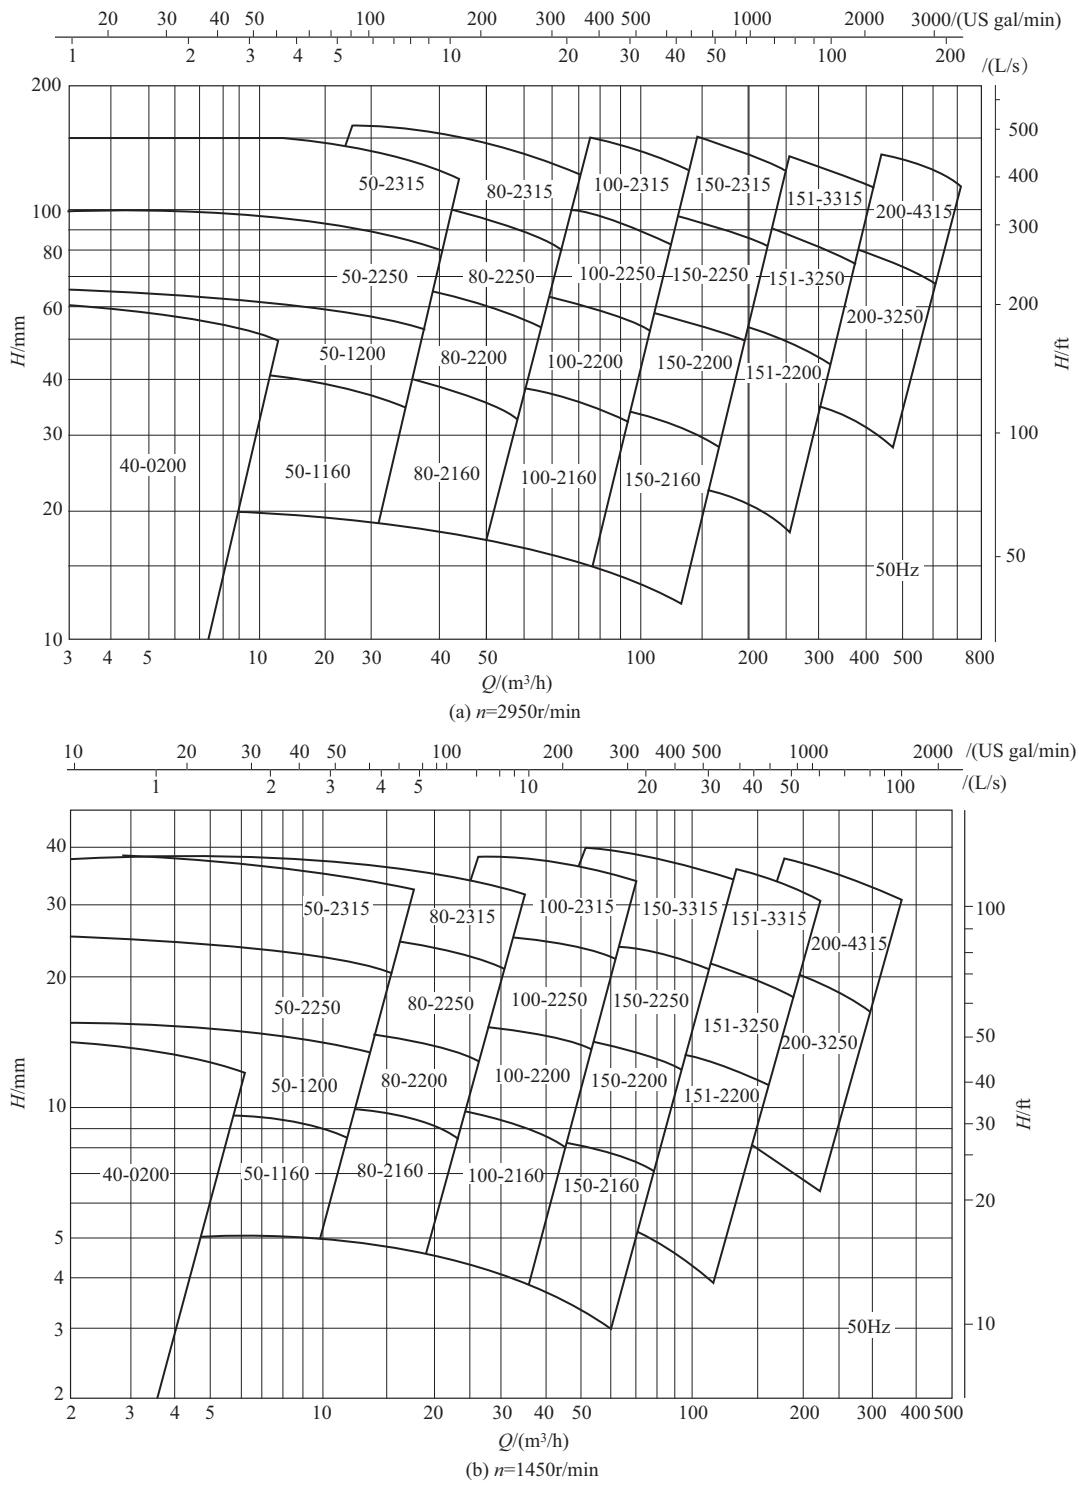 20 30 40 50 100 200 300 400 500 1000 2000 3000/(US gal/min)
1 2 3 4 5 10 20 30 40 50 100 200 /(L/s)
200
500
400
50-2315 80-2315 100-2315 150-2315 151-3315 200-4315
100
300
80
50-2250 80-2250 100-2250 150-2250 151-3250
200
60
200-3250
H/mm
H/ft
50-1200 80-2200 100-2200 150-2200 151-2200
40
30
100
40-0200 50-1160 80-2160 100-2160 150-2160
20
50
50Hz
10
3 4 5 10 20 30 40 50 100 200 300 400 500 800
Q/(m³/h)
(a) n=2950r/min
10 20 30 40 50 100 200 300 400 500 1000 2000 /(US gal/min)
1 2 3 4 5 10 20 30 40 50 100 /(L/s)
40
30
100
50-2315 80-2315 100-2315 150-3315 151-3315
200-4315
20
50-2250 80-2250 100-2250 150-2250 151-3250 200-3250
50
H/mm
H/ft
50-1200 80-2200 100-2200 150-2200 151-2200
40
10
30
40-0200 50-1160 80-2160 100-2160 150-2160
20
5
4
3
50Hz
10
2
2 3 4 5 10 20 30 40 50 100 200 300 400 500
Q/(m³/h)
(b) n=1450r/min